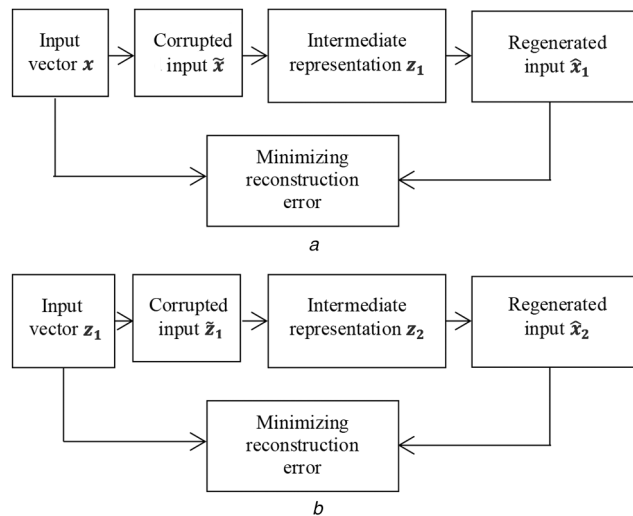 Input
vector x
Corrupted
input x̃
Intermediate
representation z₁
Regenerated
input x̂₁
Minimizing
reconstruction
error
a
Input
vector z₁
Corrupted
input z̃₁
Intermediate
representation z₂
Regenerated
input x̂₂
Minimizing
reconstruction
error
b